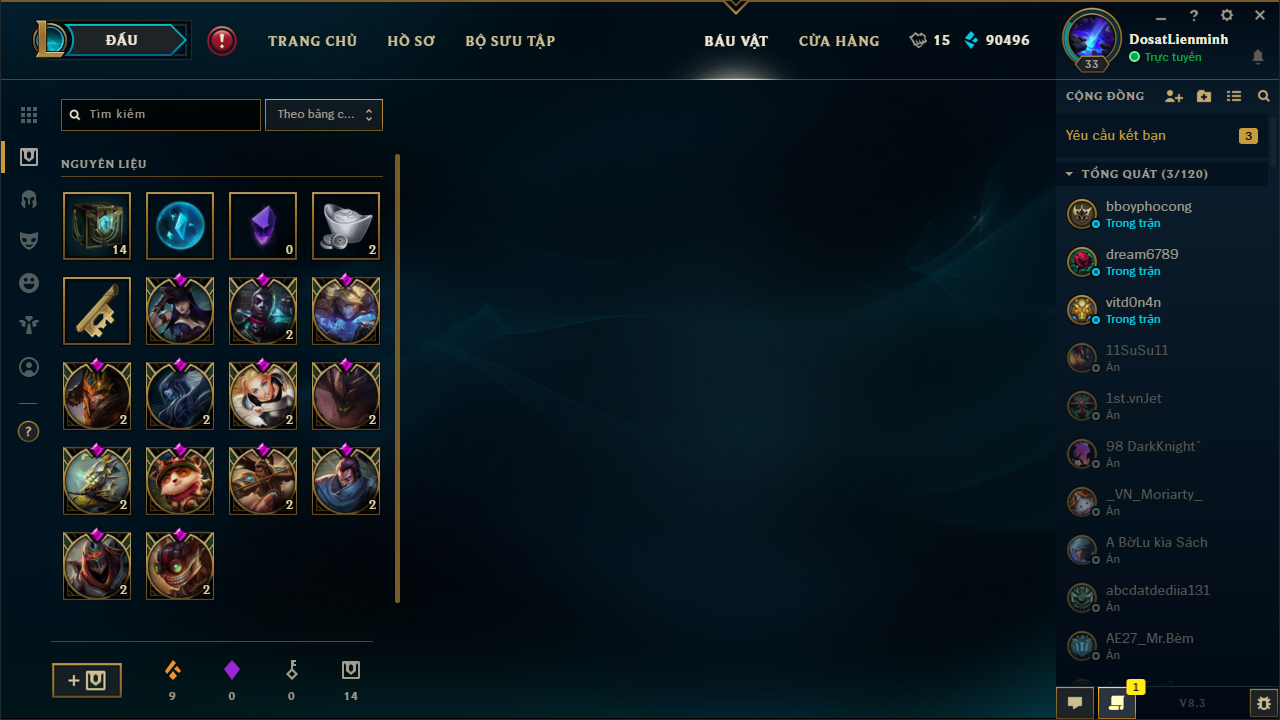 ĐẤU
TRANG CHỦ
HỒ SƠ
BỘ SƯU TẬP
BÁU VẬT
CỬA HÀNG
15
90496
?
33
DosatLienminh
Trực tuyến
Tìm kiếm
Theo bảng c...
CỘNG ĐỒNG
Yêu cầu kết bạn
3
TỔNG QUÁT (3/120)
NGUYÊN LIỆU
14
0
2
2
2
2
2
2
2
2
2
2
2
?
bboyphocong
Trong trận
dream6789
Trong trận
vitd0n4n
Trong trận
11SuSu11
Ẩn
1st.vnJet
Ẩn
98 DarkKnightˆ
Ẩn
_VN_Moriarty_
Ẩn
A BờLu kìa Sách
Ẩn
abcdatdediia131
Ẩn
AE27_Mr.Bèm
Ẩn
9
0
0
14
1
V8.3